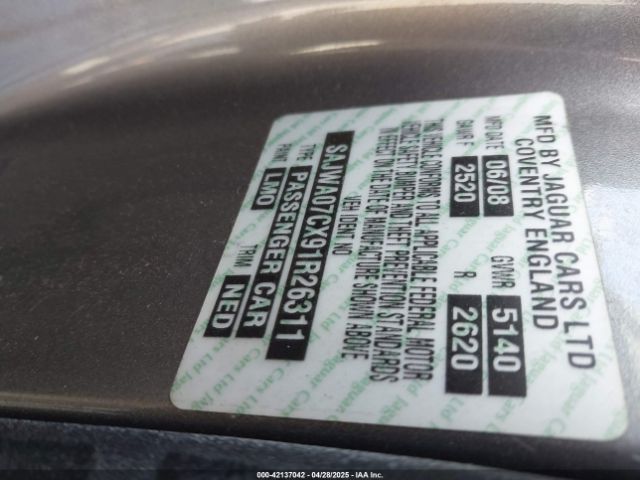 MFD BY JAGUAR CARS LTD
COVENTRY ENGLAND
MFD DATE 06/08 GVWR 5140
GAWR F 2520 R 2620
THIS VEHICLE CONFORMS TO ALL APPLICABLE FEDERAL MOTOR
VEHICLE SAFETY BUMPER AND THEFT PREVENTION STANDARDS
IN EFFECT ON THE DATE OF MANUFACTURE SHOWN ABOVE
VEH IDENT NO
SAJWA07CX91R26311
TYPE PASSENGER CAR
PAINT LMO TRIM NED
000-42137042 | 04/28/2025 | IAA Inc.